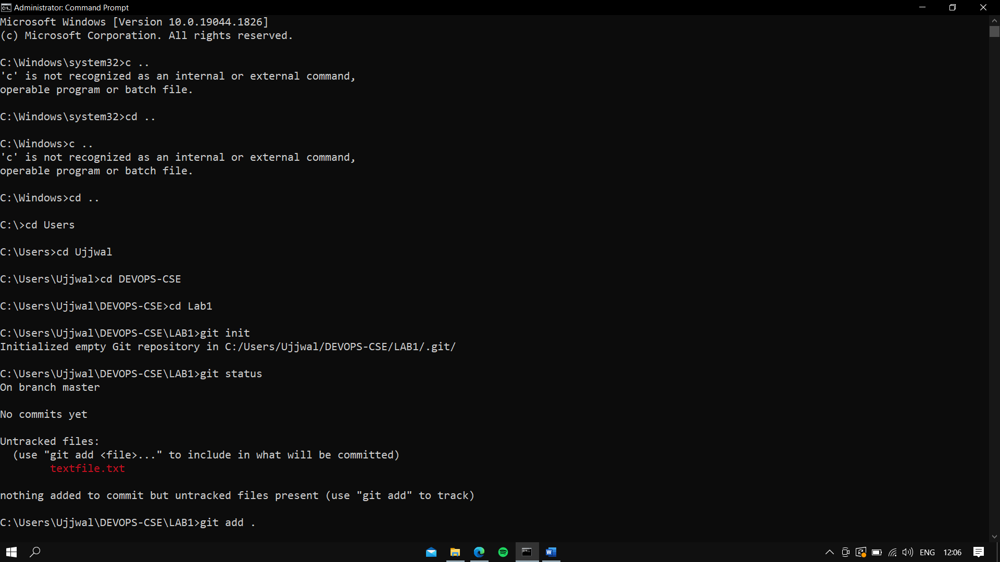 Administrator: Command Prompt
Microsoft Windows [Version 10.0.19044.1826]
(c) Microsoft Corporation. All rights reserved.
C:\Windows\system32>c ..
'c' is not recognized as an internal or external command,
operable program or batch file.
C:\Windows\system32>cd ..
C:\Windows>c ..
'c' is not recognized as an internal or external command,
operable program or batch file.
C:\Windows>cd ..
C:\>cd Users
C:\Users>cd Ujjwal
C:\Users\Ujjwal>cd DEVOPS-CSE
C:\Users\Ujjwal\DEVOPS-CSE>cd Lab1
C:\Users\Ujjwal\DEVOPS-CSE\LAB1>git init
Initialized empty Git repository in C:/Users/Ujjwal/DEVOPS-CSE/LAB1/.git/
C:\Users\Ujjwal\DEVOPS-CSE\LAB1>git status
On branch master
No commits yet
Untracked files:
  (use "git add <file>..." to include in what will be committed)
        textfile.txt
nothing added to commit but untracked files present (use "git add" to track)
C:\Users\Ujjwal\DEVOPS-CSE\LAB1>git add .
ENG 12:06